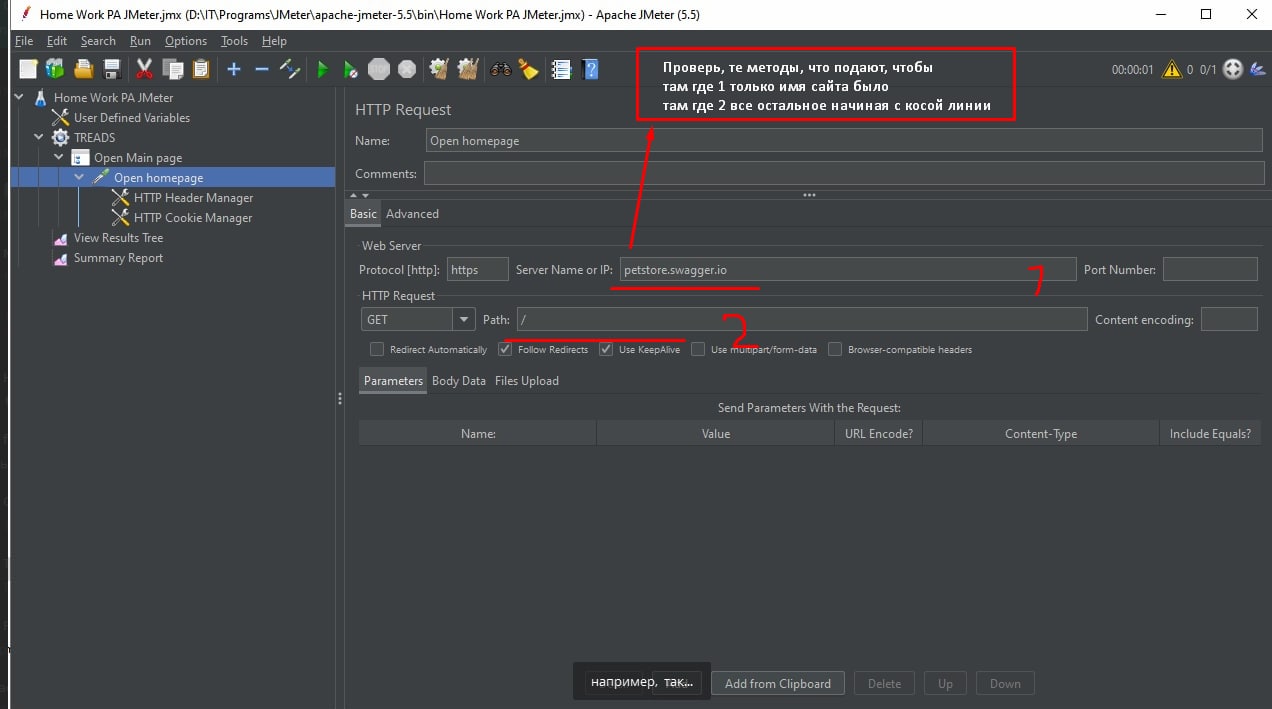 Home Work PA JMeter.jmx (D:\IT\Programs\JMeter\apache-jmeter-5.5\bin\Home Work PA JMeter.jmx) - Apache JMeter (5.5)
File Edit Search Run Options Tools Help
STOP
00:00:01 0 0/1
Проверь, те методы, что подают, чтобы
там где 1 только имя сайта было
там где 2 все остальное начиная с косой линии
Home Work PA JMeter
User Defined Variables
TREADS
Open Main page
Open homepage
HTTP Header Manager
HTTP Cookie Manager
View Results Tree
Summary Report
HTTP Request
Name: Open homepage
Comments:
Basic Advanced
Web Server
Protocol [http]: https Server Name or IP: petstore.swagger.io 1 Port Number:
HTTP Request
GET Path: / 2 Content encoding:
Redirect Automatically Follow Redirects Use KeepAlive Use multipart/form-data Browser-compatible headers
Parameters Body Data Files Upload
Send Parameters With the Request:
Name: Value URL Encode? Content-Type Include Equals?
например, так... Add from Clipboard Delete Up Down